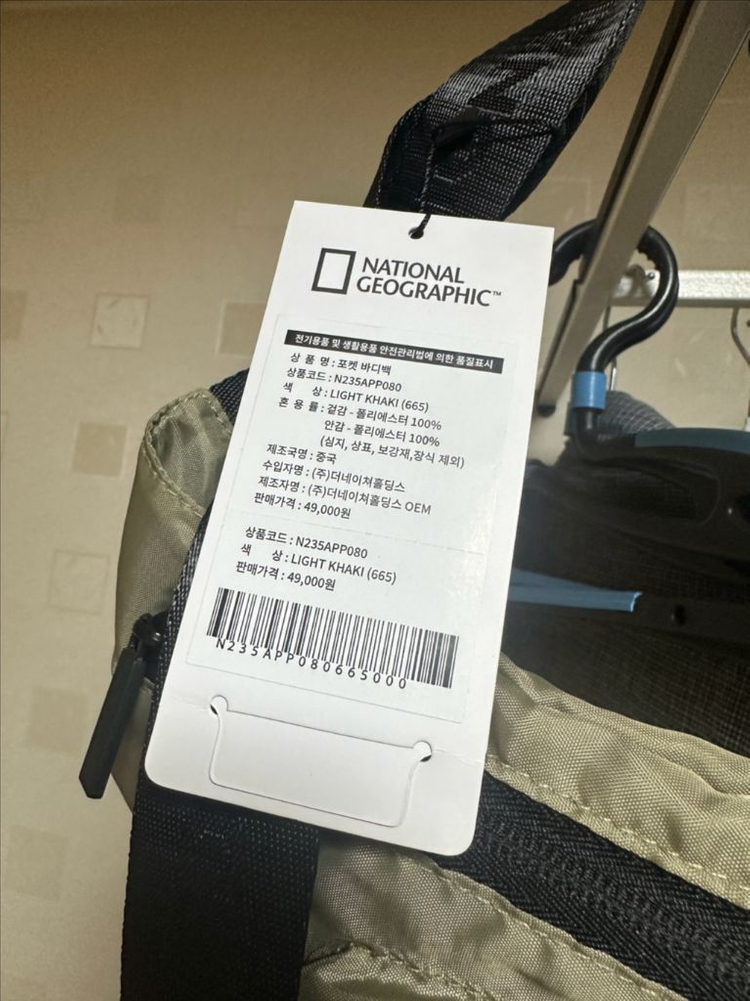 NATIONAL
GEOGRAPHIC™
전기용품 및 생활용품 안전관리법에 의한 품질표시
상 품 명 : 포켓 바디백
상품코드 : N235APP080
색 상 : LIGHT KHAKI (665)
혼 용 률 : 겉감 - 폴리에스터 100%
안감 - 폴리에스터 100%
(심지, 상표, 보강재,장식 제외)
제조국명 : 중국
수입자명 : (주)더네이쳐홀딩스
제조자명 : (주)더네이쳐홀딩스 OEM
판매가격 : 49,000원
상품코드 : N235APP080
색 상 : LIGHT KHAKI (665)
판매가격 : 49,000원
N235APP080665000